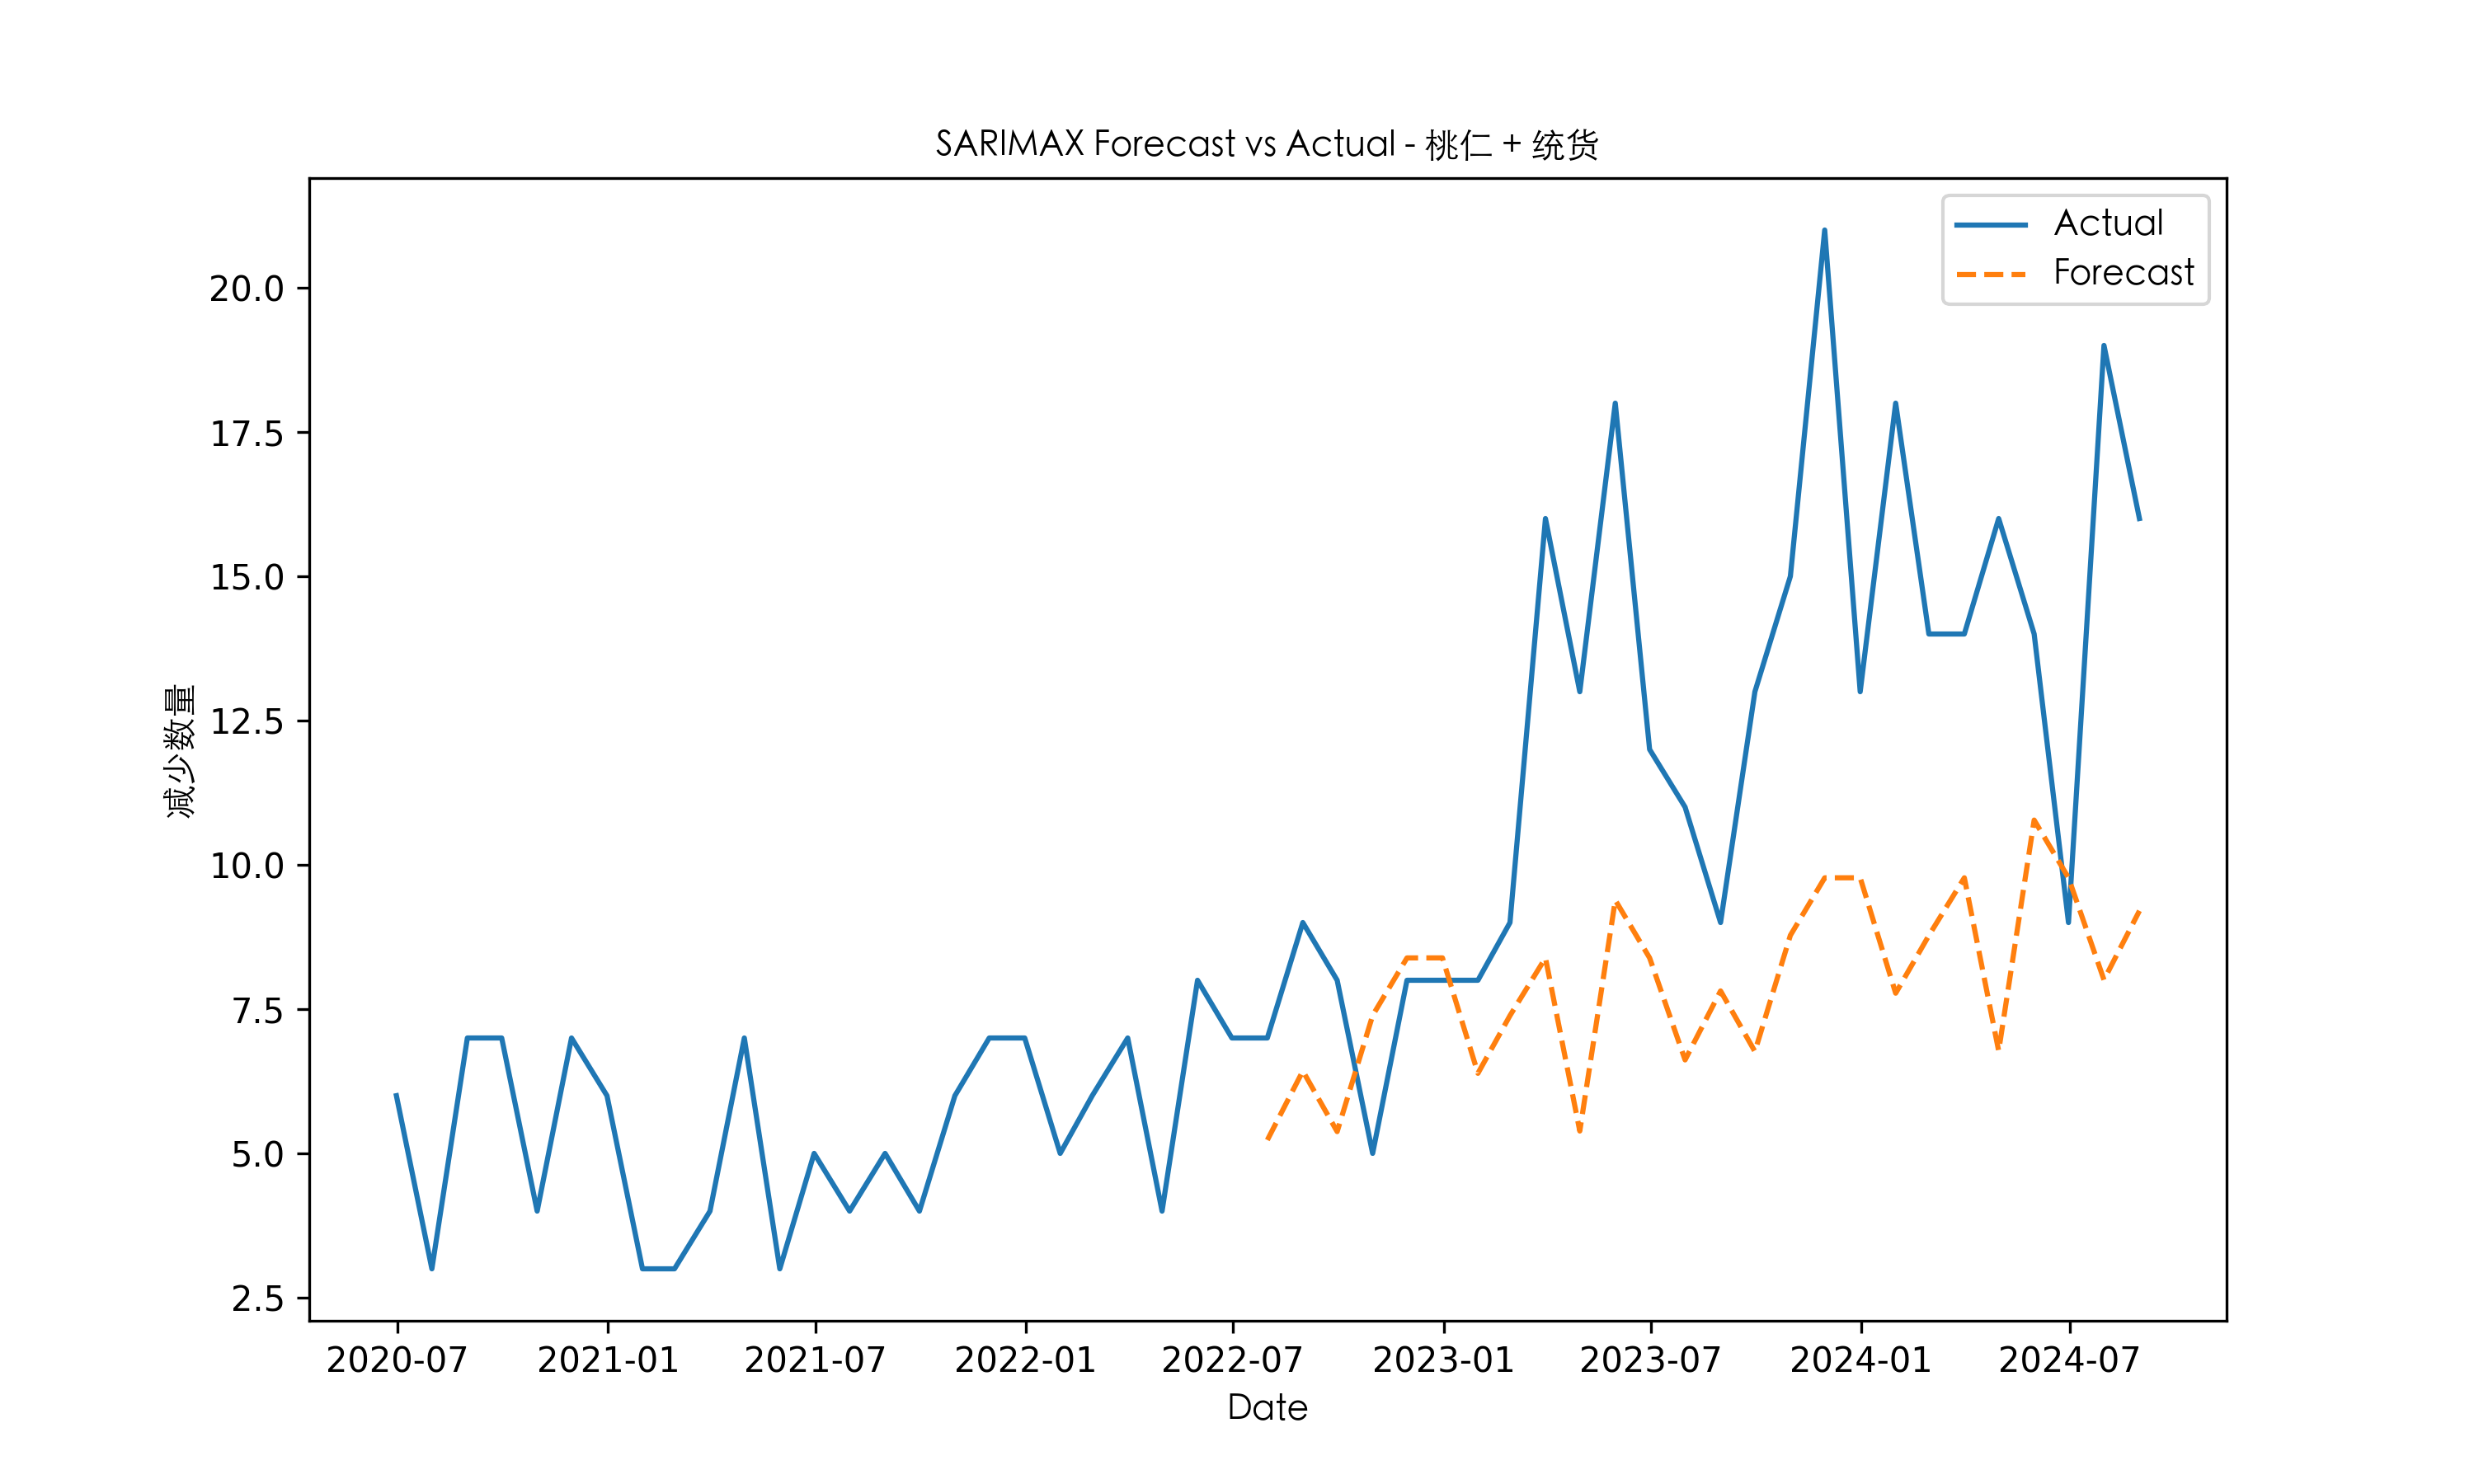 SARIMAX Forecast vs Actual - 桃仁 + 统货
Actual
Forecast
减少数量
20.0
17.5
15.0
12.5
10.0
7.5
5.0
2.5
2020-07 2021-01 2021-07 2022-01 2022-07 2023-01 2023-07 2024-01 2024-07
Date